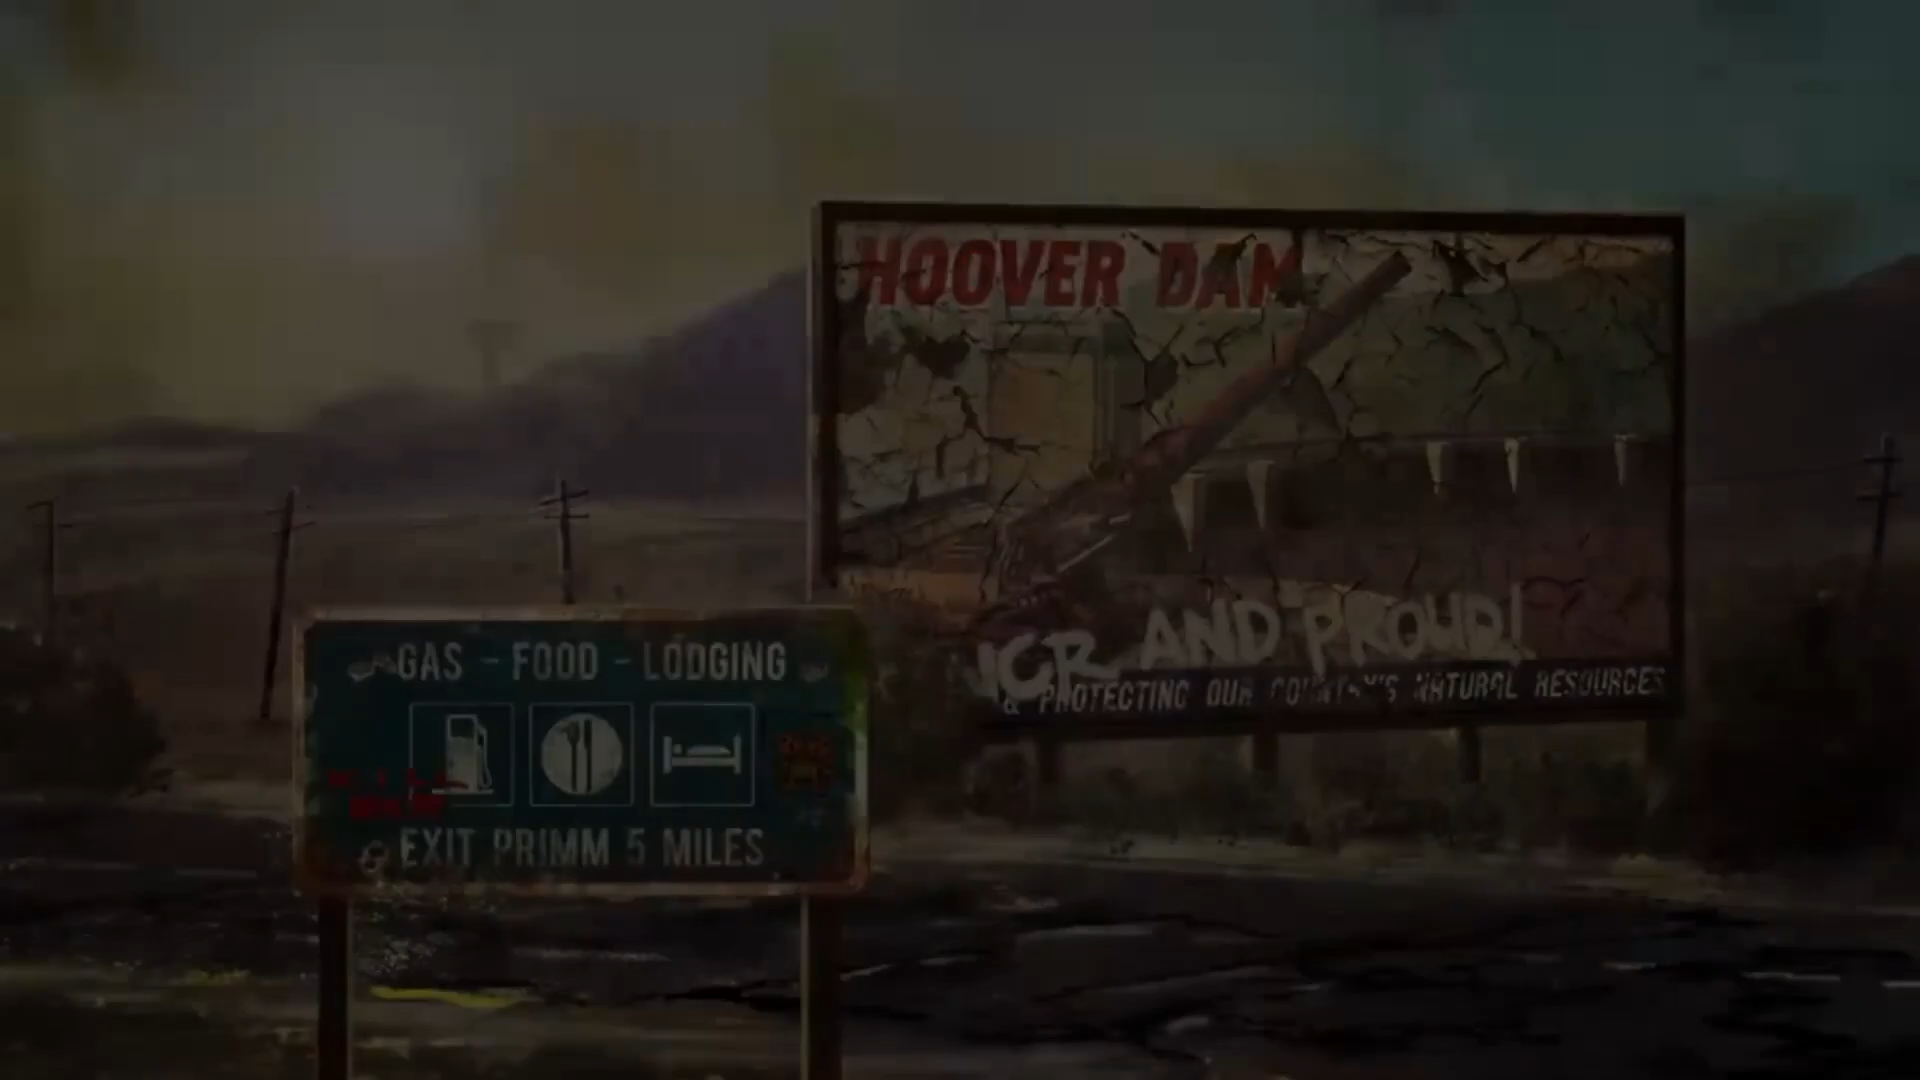 HOOVER DAM
NCR AND PROUD!
& PROTECTING OUR COUNTRY'S NATURAL RESOURCES
GAS - FOOD - LODGING
EXIT PRIMM 5 MILES